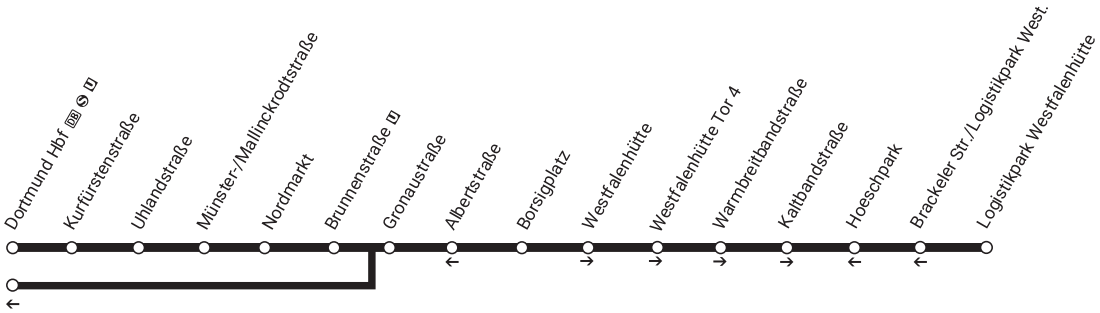 Dortmund Hbf DB S U
Kurfürstenstraße
Uhlandstraße
Münster-/Mallinckrodtstraße
Nordmarkt
Brunnenstraße U
Gronaustraße
Albertstraße
Borsigplatz
Westfalenhütte
Westfalenhütte Tor 4
Warmbreitbandstraße
Kaltbandstraße
Hoeschpark
Brackeler Str./Logistikpark West.
Logistikpark Westfalenhütte